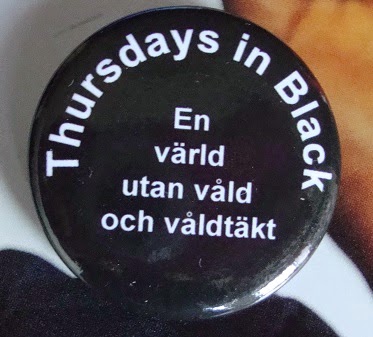 Thursdays in Black
En
värld
utan våld
och våldtäkt